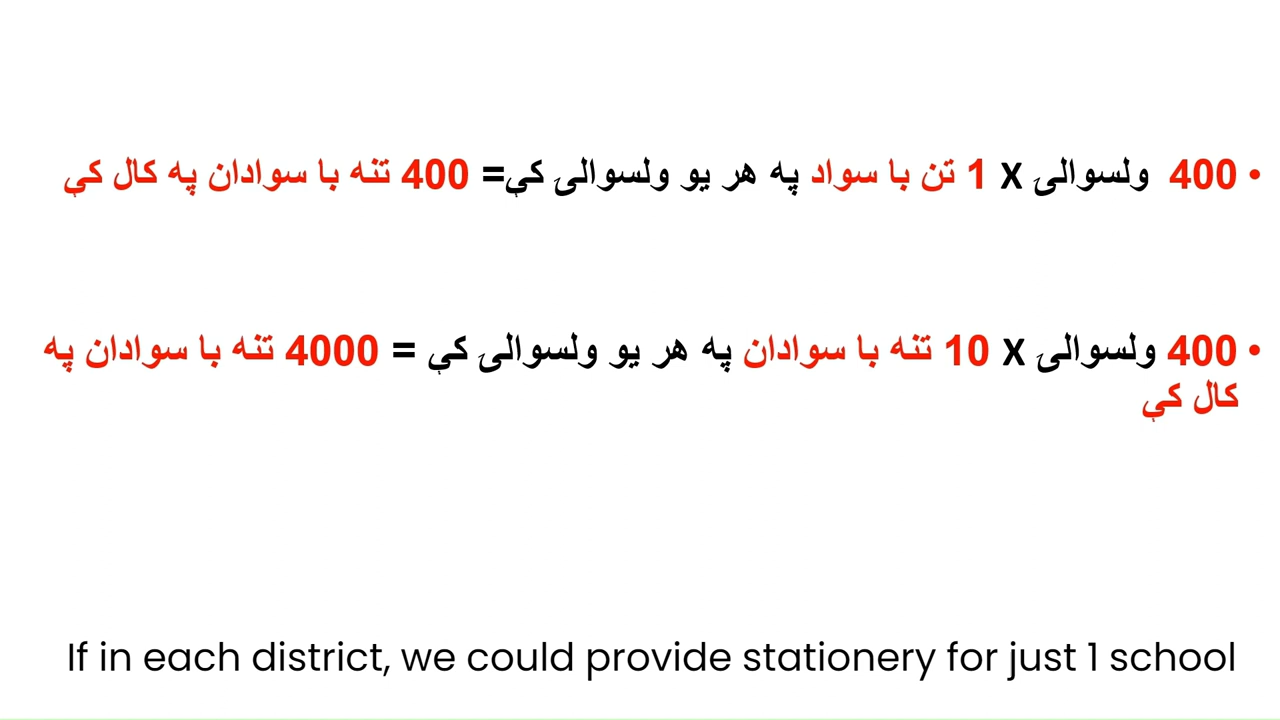 • 400 ولسوالۍ X 1 تن با سواد په هر یو ولسوالۍ کې= 400 تنه با سوادان په کال کې
• 400 ولسوالۍ X 10 تنه با سوادان په هر یو ولسوالۍ کې = 4000 تنه با سوادان په
کال کې
If in each district, we could provide stationery for just 1 school